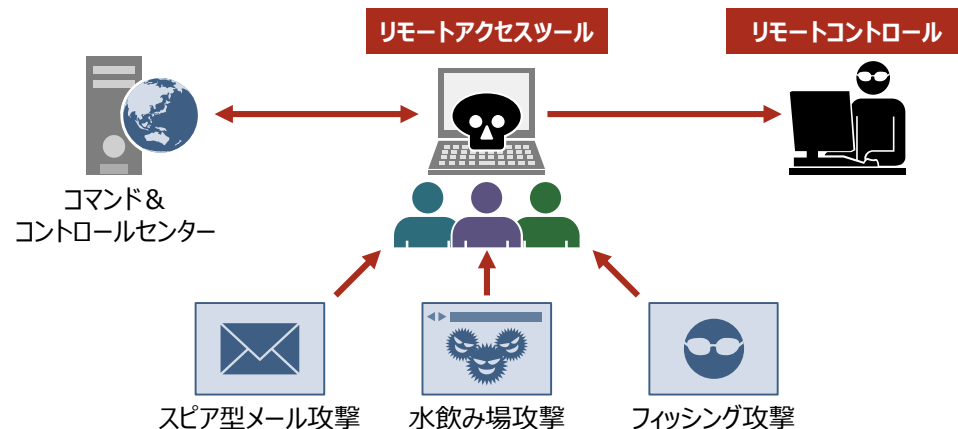 リモートアクセスツール
リモートコントロール
コマンド＆
コントロールセンター
スピア型メール攻撃
水飲み場攻撃
フィッシング攻撃